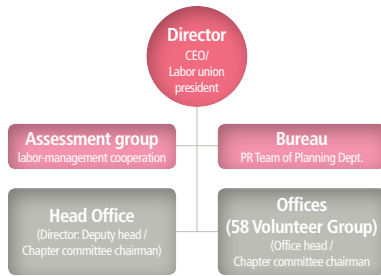 Director
CEO/
Labor union
president
Assessment group
labor-management cooperation
Bureau
PR Team of Planning Dept.
Head Office
(Director: Deputy head /
Chapter committee chairman)
Offices
(58 Volunteer Group)
(Office head /
Chapter committee chairman